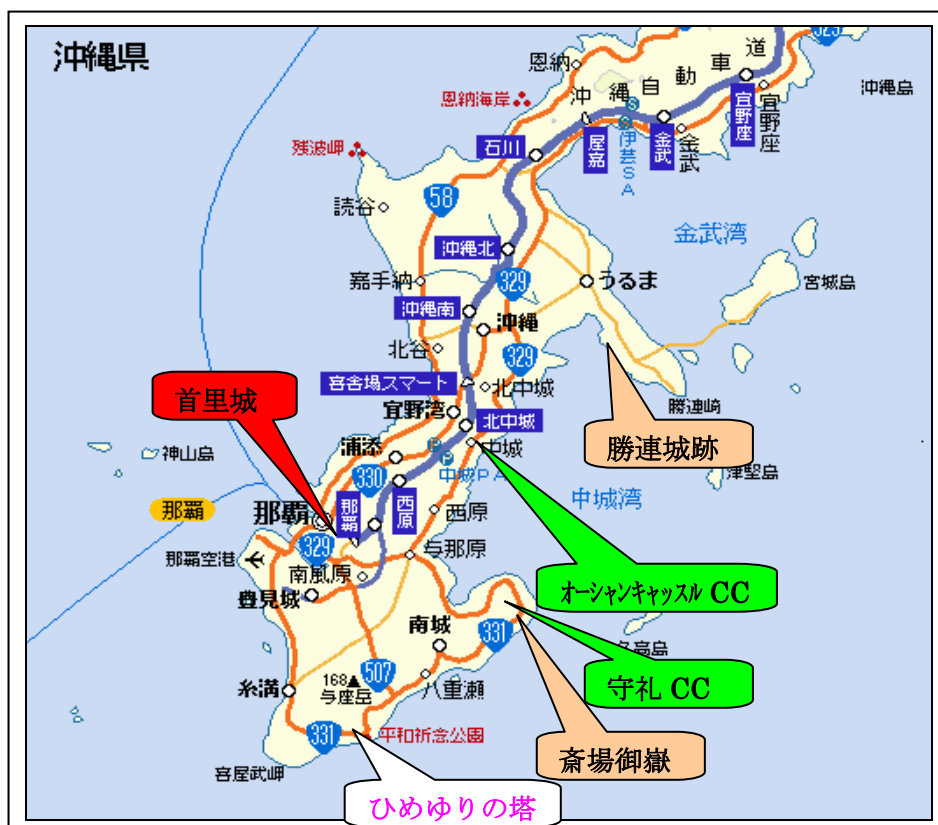 沖縄県
329
恩納
沖縄自動車道
沖縄島
恩納海岸
宜野座
宜野座
伊芸SA
屋嘉
金武
金武
石川
残波岬
58
読谷
金武湾
沖縄北
嘉手納
329
うるま
宮城島
沖縄南
沖縄
北谷
329
喜舎場スマート
北中城
首里城
宜野湾
北中城
勝連崎
勝連城跡
浦添
中城
神山島
中城PA
津堅島
330
西原
中城湾
那覇
那覇
那覇
西原
329
与那原
那覇空港
南風原
オーシャンキャッスル CC
豊見城
南城
331
久高島
守礼 CC
507
168
与座岳
八重瀬
糸満
331
平和祈念公園
斎場御嶽
喜屋武岬
ひめゆりの塔